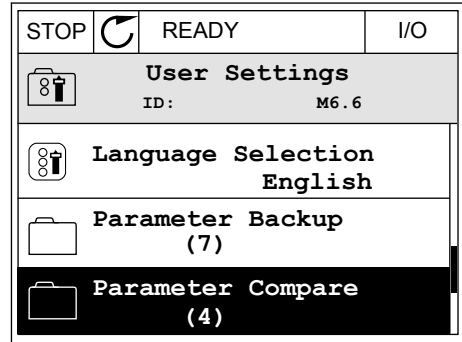 STOP READY I/O
User Settings
ID: M6.6
Language Selection
English
Parameter Backup
(7)
Parameter Compare
(4)